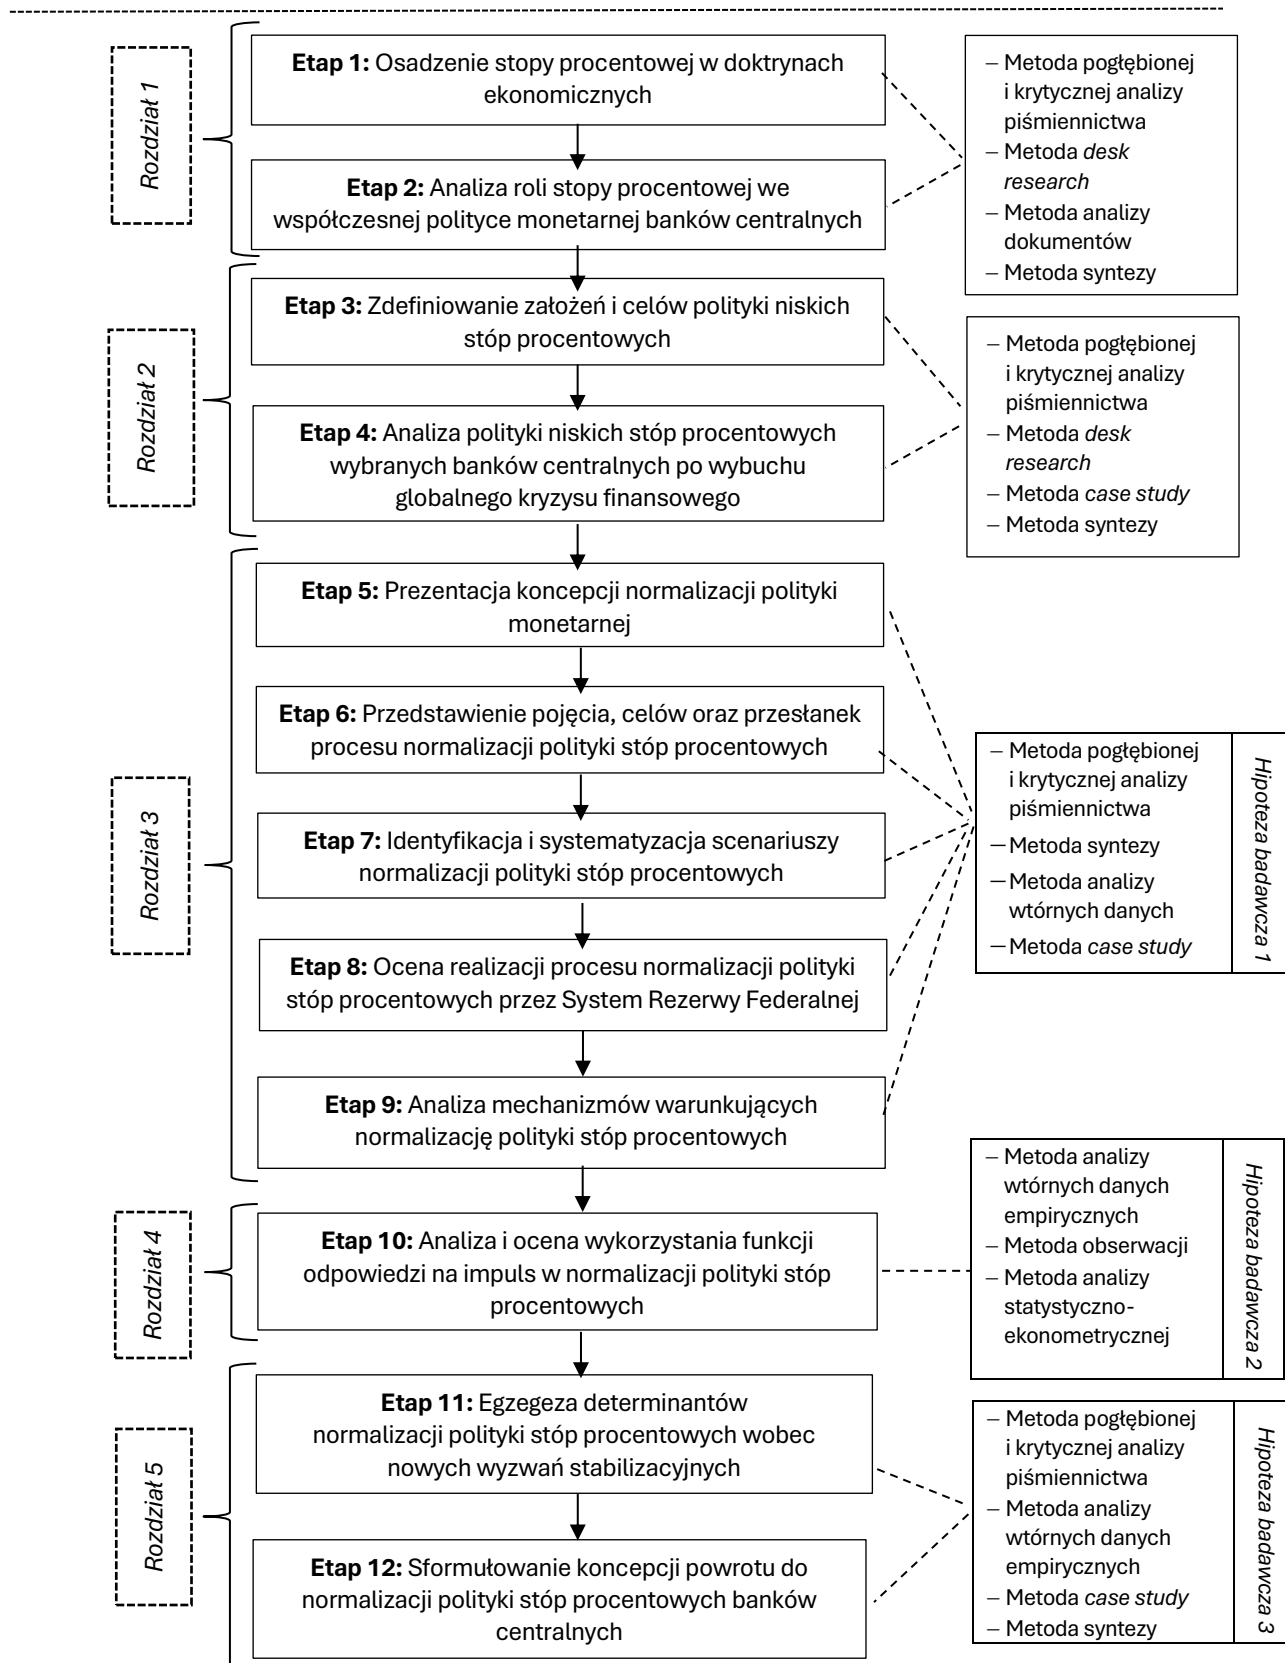 Rozdział 1
Etap 1: Osadzenie stopy procentowej w doktrynach
ekonomicznych
Etap 2: Analiza roli stopy procentowej we
współczesnej polityce monetarnej banków centralnych
– Metoda pogłębionej
i krytycznej analizy
piśmiennictwa
– Metoda desk
research
– Metoda analizy
dokumentów
– Metoda syntezy
Rozdział 2
Etap 3: Zdefiniowanie założeń i celów polityki niskich
stóp procentowych
Etap 4: Analiza polityki niskich stóp procentowych
wybranych banków centralnych po wybuchu
globalnego kryzysu finansowego
– Metoda pogłębionej
i krytycznej analizy
piśmiennictwa
– Metoda desk
research
– Metoda case study
– Metoda syntezy
Rozdział 3
Etap 5: Prezentacja koncepcji normalizacji polityki
monetarnej
Etap 6: Przedstawienie pojęcia, celów oraz przesłanek
procesu normalizacji polityki stóp procentowych
Etap 7: Identyfikacja i systematyzacja scenariuszy
normalizacji polityki stóp procentowych
Etap 8: Ocena realizacji procesu normalizacji polityki
stóp procentowych przez System Rezerwy Federalnej
Etap 9: Analiza mechanizmów warunkujących
normalizację polityki stóp procentowych
– Metoda pogłębionej
i krytycznej analizy
piśmiennictwa
– Metoda syntezy
– Metoda analizy
wtórnych danych
– Metoda case study
Hipoteza badawcza 1
Rozdział 4
Etap 10: Analiza i ocena wykorzystania funkcji
odpowiedzi na impuls w normalizacji polityki stóp
procentowych
– Metoda analizy
wtórnych danych
empirycznych
– Metoda obserwacji
– Metoda analizy
statystyczno-
ekonometrycznej
Hipoteza badawcza 2
Rozdział 5
Etap 11: Egzegeza determinantów
normalizacji polityki stóp procentowych wobec
nowych wyzwań stabilizacyjnych
Etap 12: Sformułowanie koncepcji powrotu do
normalizacji polityki stóp procentowych banków
centralnych
– Metoda pogłębionej
i krytycznej analizy
piśmiennictwa
– Metoda analizy
wtórnych danych
empirycznych
– Metoda case study
– Metoda syntezy
Hipoteza badawcza 3